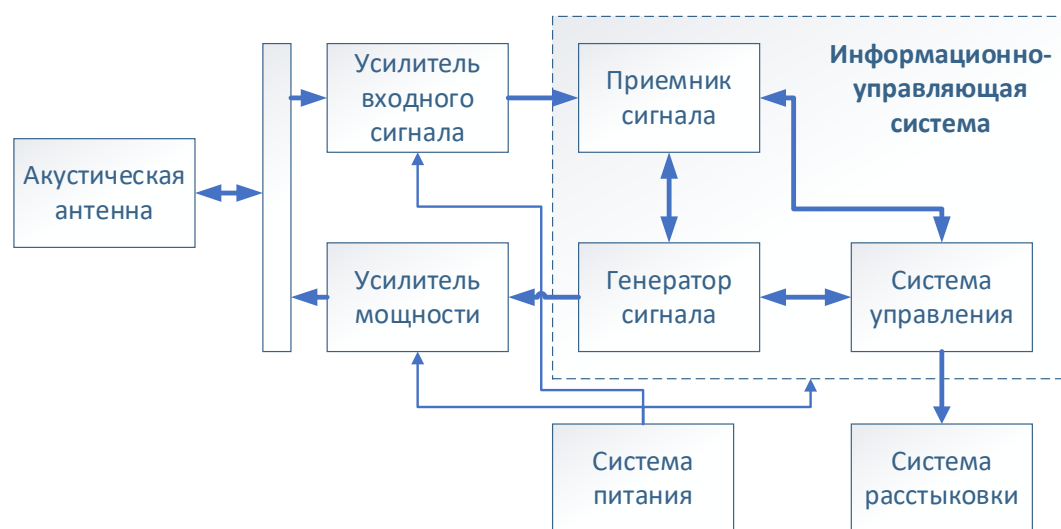 Усилитель
входного
сигнала
Приемник
сигнала
Информационно-
управляющая
система
Акустическая
антенна
Усилитель
мощности
Генератор
сигнала
Система
управления
Система
питания
Система
расстыковки